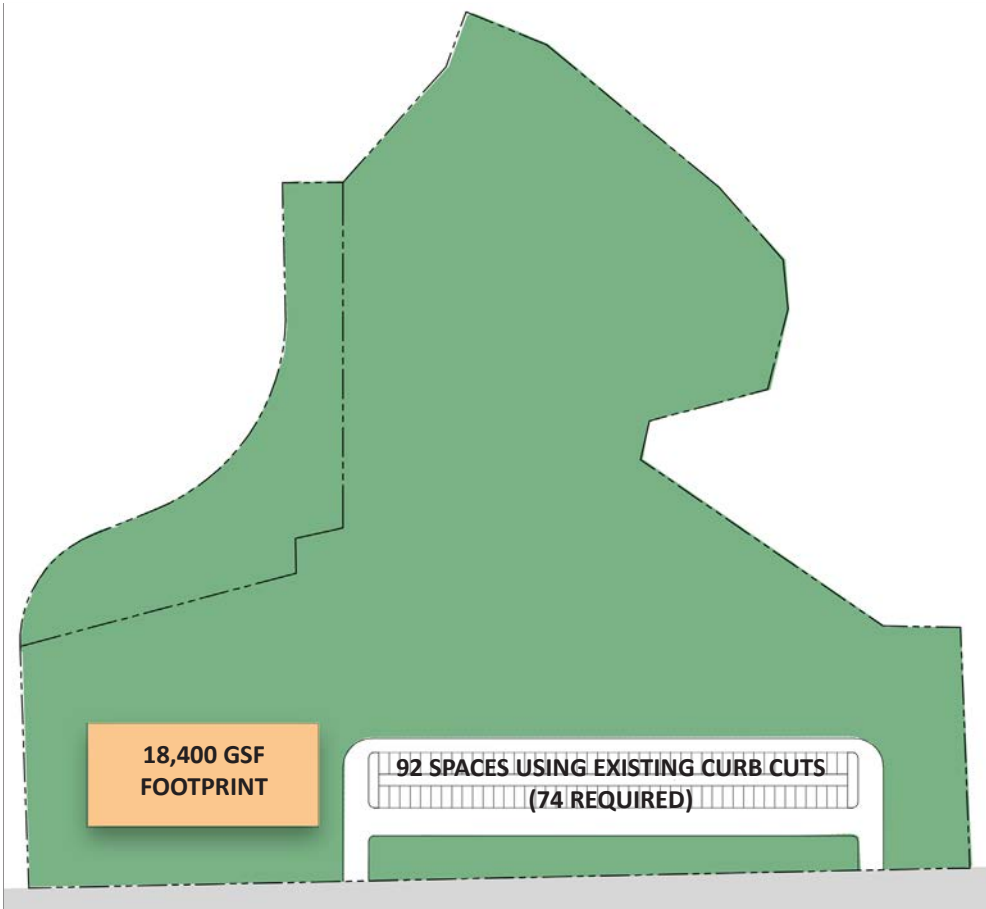 18,400 GSF
FOOTPRINT
92 SPACES USING EXISTING CURB CUTS
(74 REQUIRED)